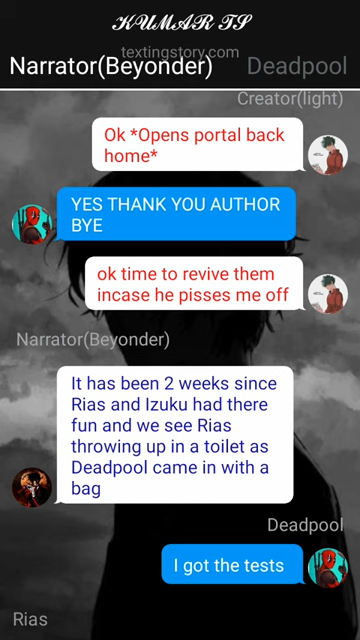 𝒦𝒰ℳ𝒜ℛ 𝒯𝒮
textingstory.com
Narrator(Beyonder) Deadpool
Creator(light)
Ok *Opens portal back
home*
YES THANK YOU AUTHOR
BYE
ok time to revive them
incase he pisses me off
Narrator(Beyonder)
It has been 2 weeks since
Rias and Izuku had there
fun and we see Rias
throwing up in a toilet as
Deadpool came in with a
bag
Deadpool
I got the tests
Rias